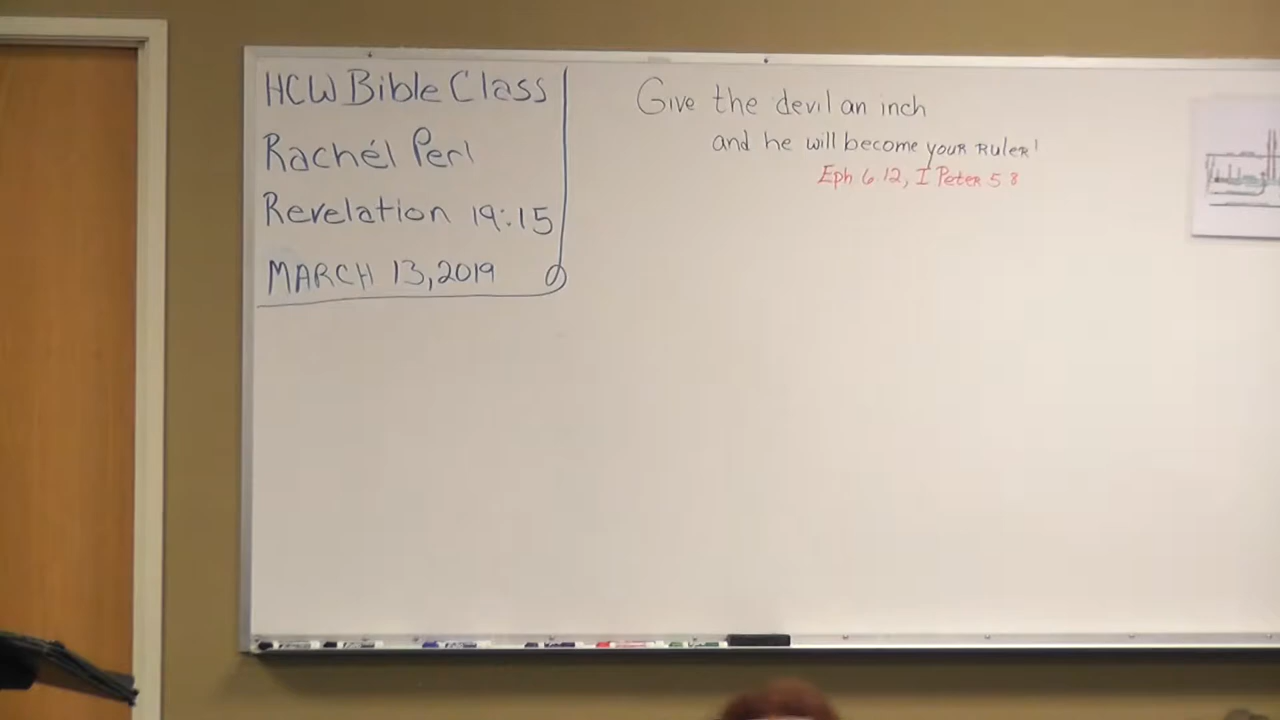 HCW Bible Class
Rachél Perl
Revelation 19:15
MARCH 13, 2019
Give the devil an inch
and he will become your Ruler!
Eph 6.12, I Peter 5 8